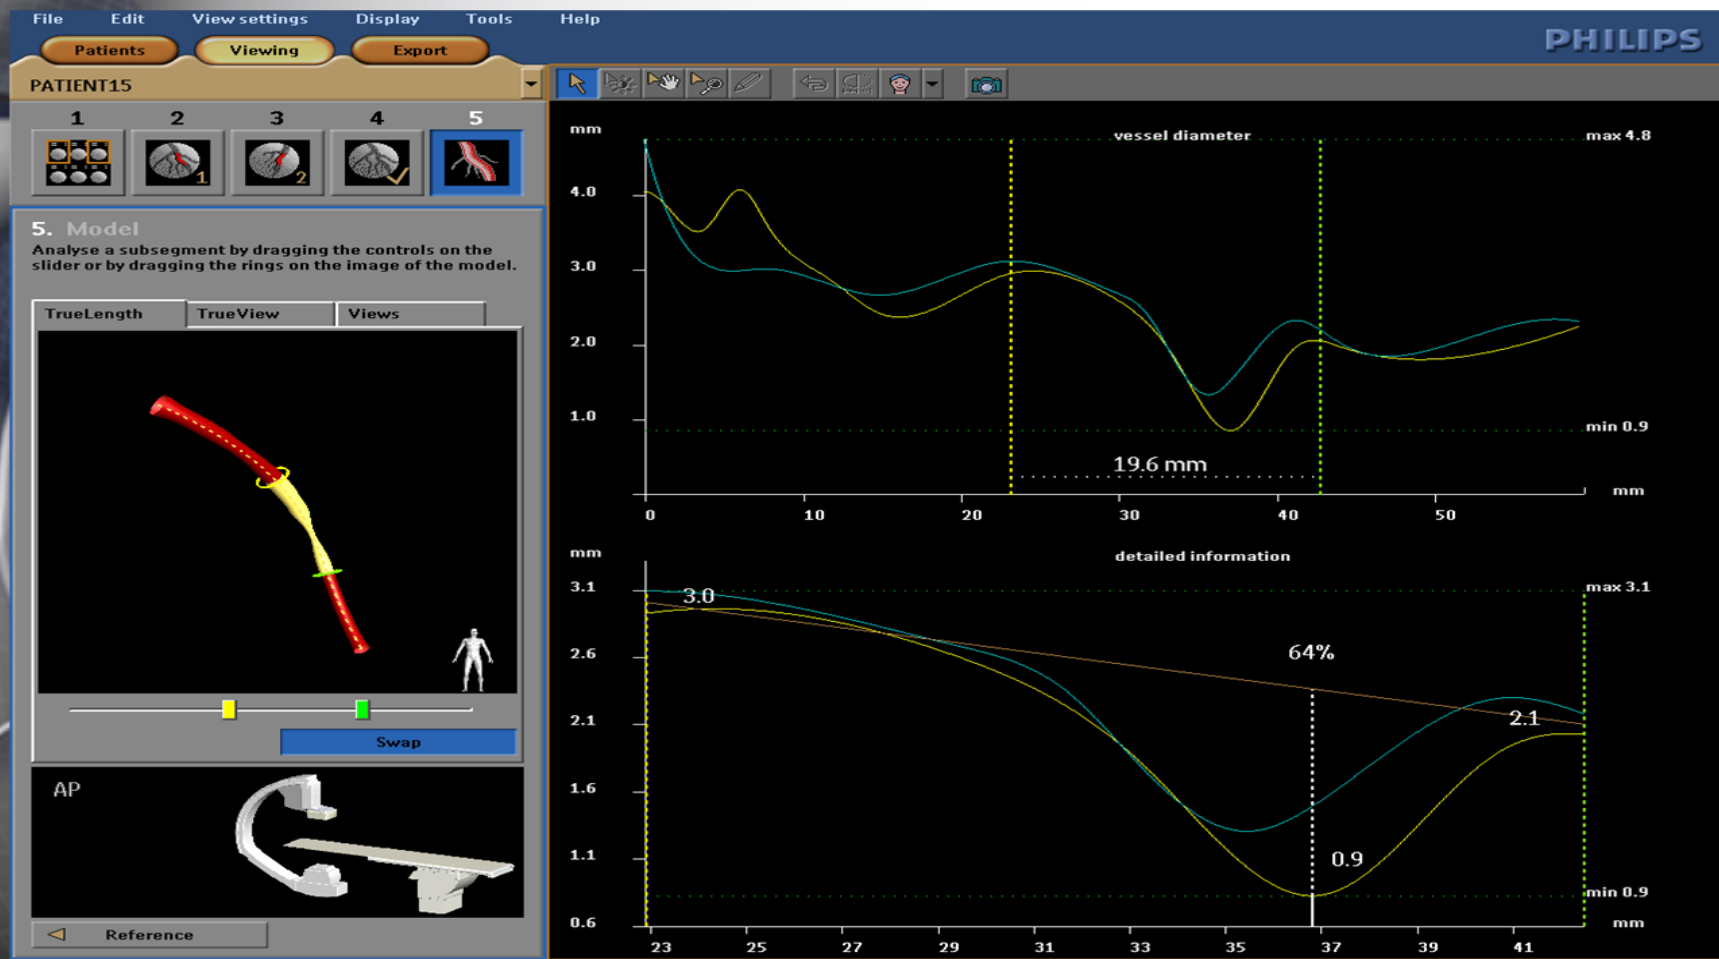 File Edit View settings Display Tools Help
PHILIPS
Patients Viewing Export
PATIENT15
1 2 3 4 5
1 2
5. Model
Analyse a subsegment by dragging the controls on the
slider or by dragging the rings on the image of the model.
TrueLength TrueView Views
Swap
AP
Reference
mm vessel diameter max 4.8
4.0
3.0
2.0
1.0
min 0.9
19.6 mm
mm
0 10 20 30 40 50
mm detailed information
3.1 max 3.1
3.0
2.6
64%
2.1
2.1
1.6
1.1
0.9
min 0.9
0.6 mm
23 25 27 29 31 33 35 37 39 41